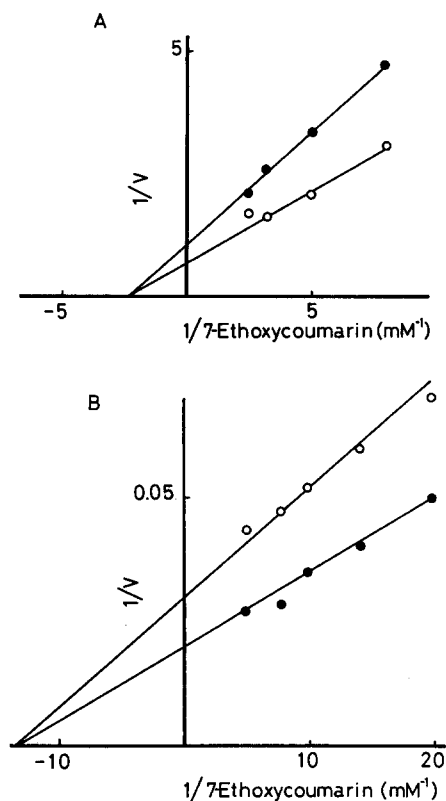 A
5
1/V
-5
5
1/7-Ethoxycoumarin (mM⁻¹)
B
0.05
1/V
-10
10
20
1/7-Ethoxycoumarin (mM⁻¹)